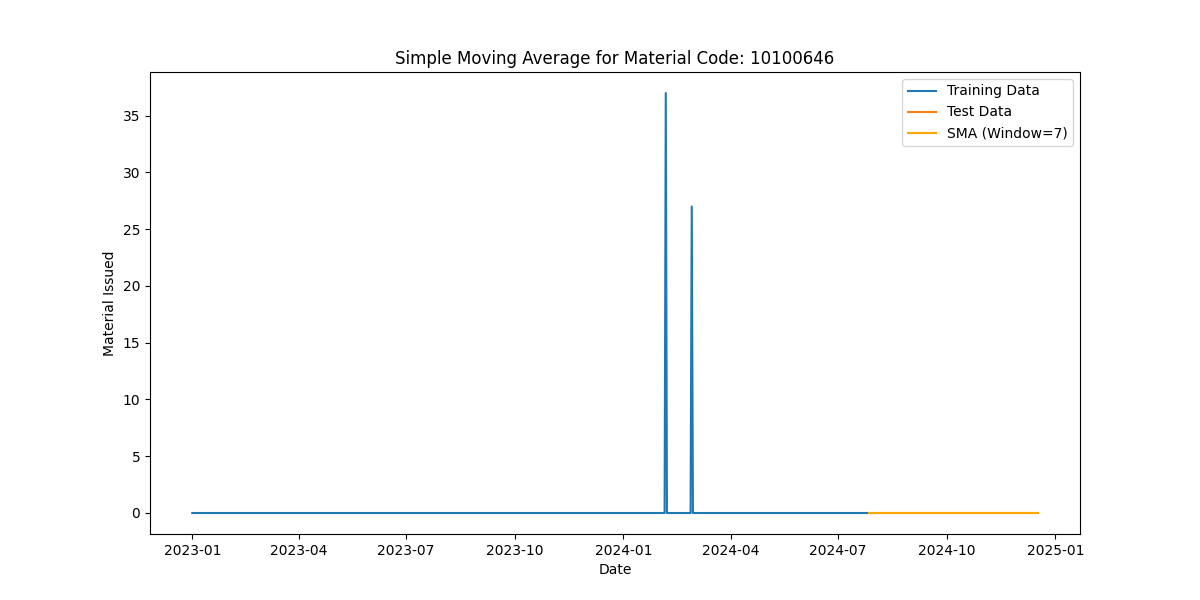 Simple Moving Average for Material Code: 10100646
Training Data
Test Data
SMA (Window=7)
Material Issued
35
30
25
20
15
10
5
0
2023-01 2023-04 2023-07 2023-10 2024-01 2024-04 2024-07 2024-10 2025-01
Date